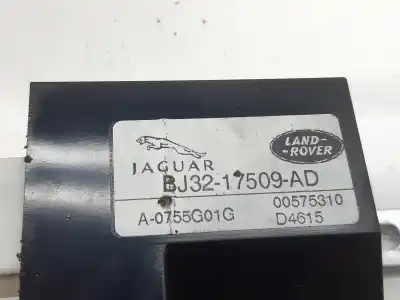 JAGUAR
LAND-
-ROVER
BJ32-17509-AD
A-0755G01G
00575310
D4615